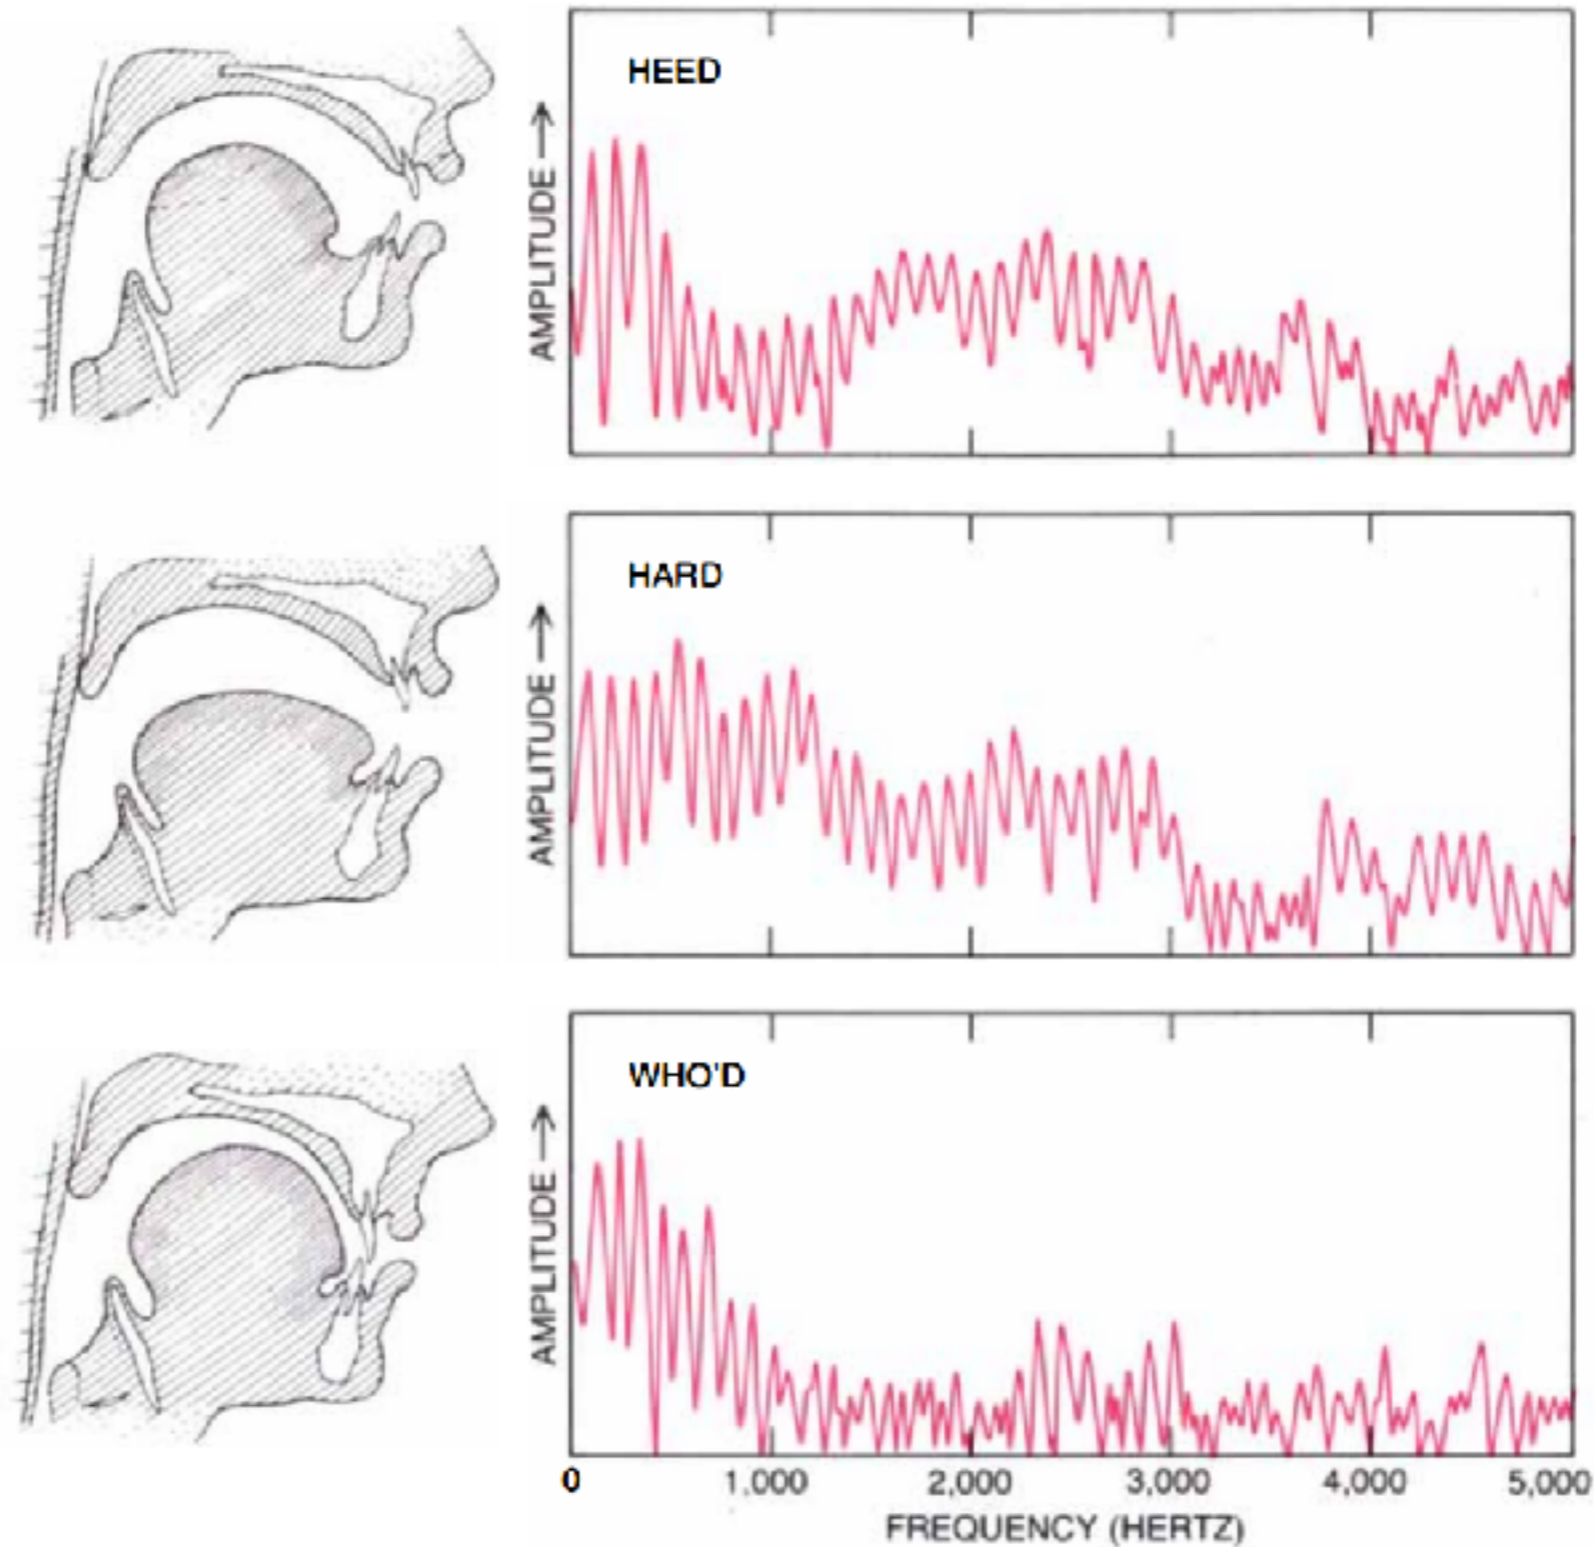 HEED
AMPLITUDE →
HARD
AMPLITUDE →
WHO'D
AMPLITUDE →
0 1,000 2,000 3,000 4,000 5,000
FREQUENCY (HERTZ)